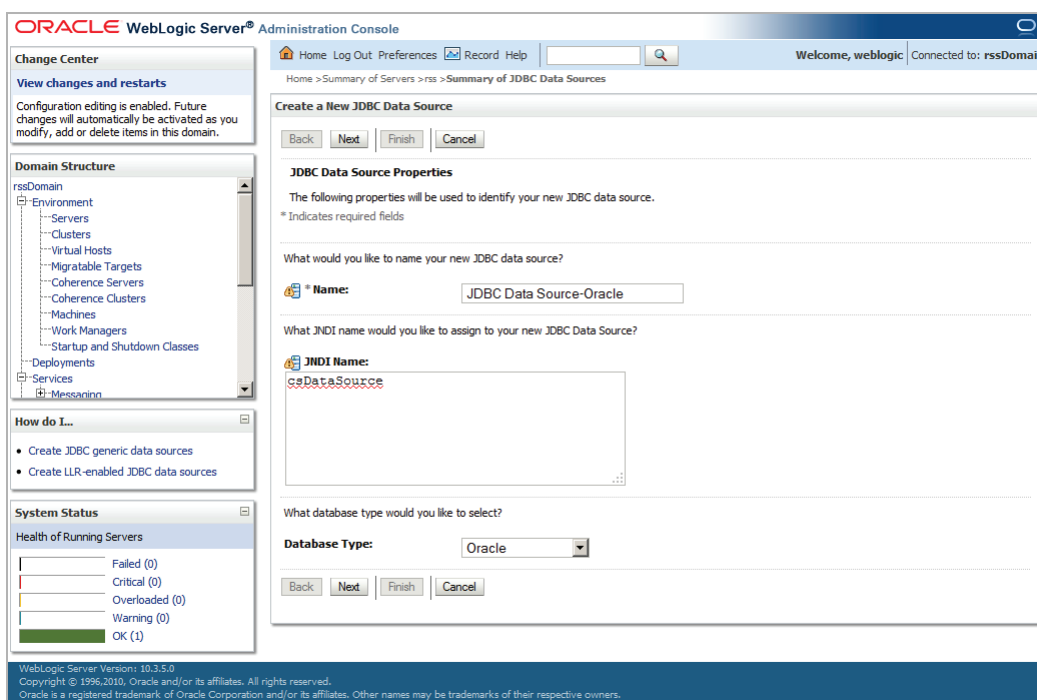 ORACLE WebLogic Server® Administration Console
Change Center
View changes and restarts
Configuration editing is enabled. Future
changes will automatically be activated as you
modify, add or delete items in this domain.
Domain Structure
rssDomain
Environment
Servers
Clusters
Virtual Hosts
Migratable Targets
Coherence Servers
Coherence Clusters
Machines
Work Managers
Startup and Shutdown Classes
Deployments
Services
Messaging
How do I...
Create JDBC generic data sources
Create LLR-enabled JDBC data sources
System Status
Health of Running Servers
Failed (0)
Critical (0)
Overloaded (0)
Warning (0)
OK (1)
Home Log Out Preferences Record Help
Welcome, weblogic Connected to: rssDomai
Home >Summary of Servers >rss >Summary of JDBC Data Sources
Create a New JDBC Data Source
Back Next Finish Cancel
JDBC Data Source Properties
The following properties will be used to identify your new JDBC data source.
* Indicates required fields
What would you like to name your new JDBC data source?
* Name: JDBC Data Source-Oracle
What JNDI name would you like to assign to your new JDBC Data Source?
JNDI Name:
csDataSource
What database type would you like to select?
Database Type: Oracle
Back Next Finish Cancel
WebLogic Server Version: 10.3.5.0
Copyright © 1996,2010, Oracle and/or its affiliates. All rights reserved.
Oracle is a registered trademark of Oracle Corporation and/or its affiliates. Other names may be trademarks of their respective owners.